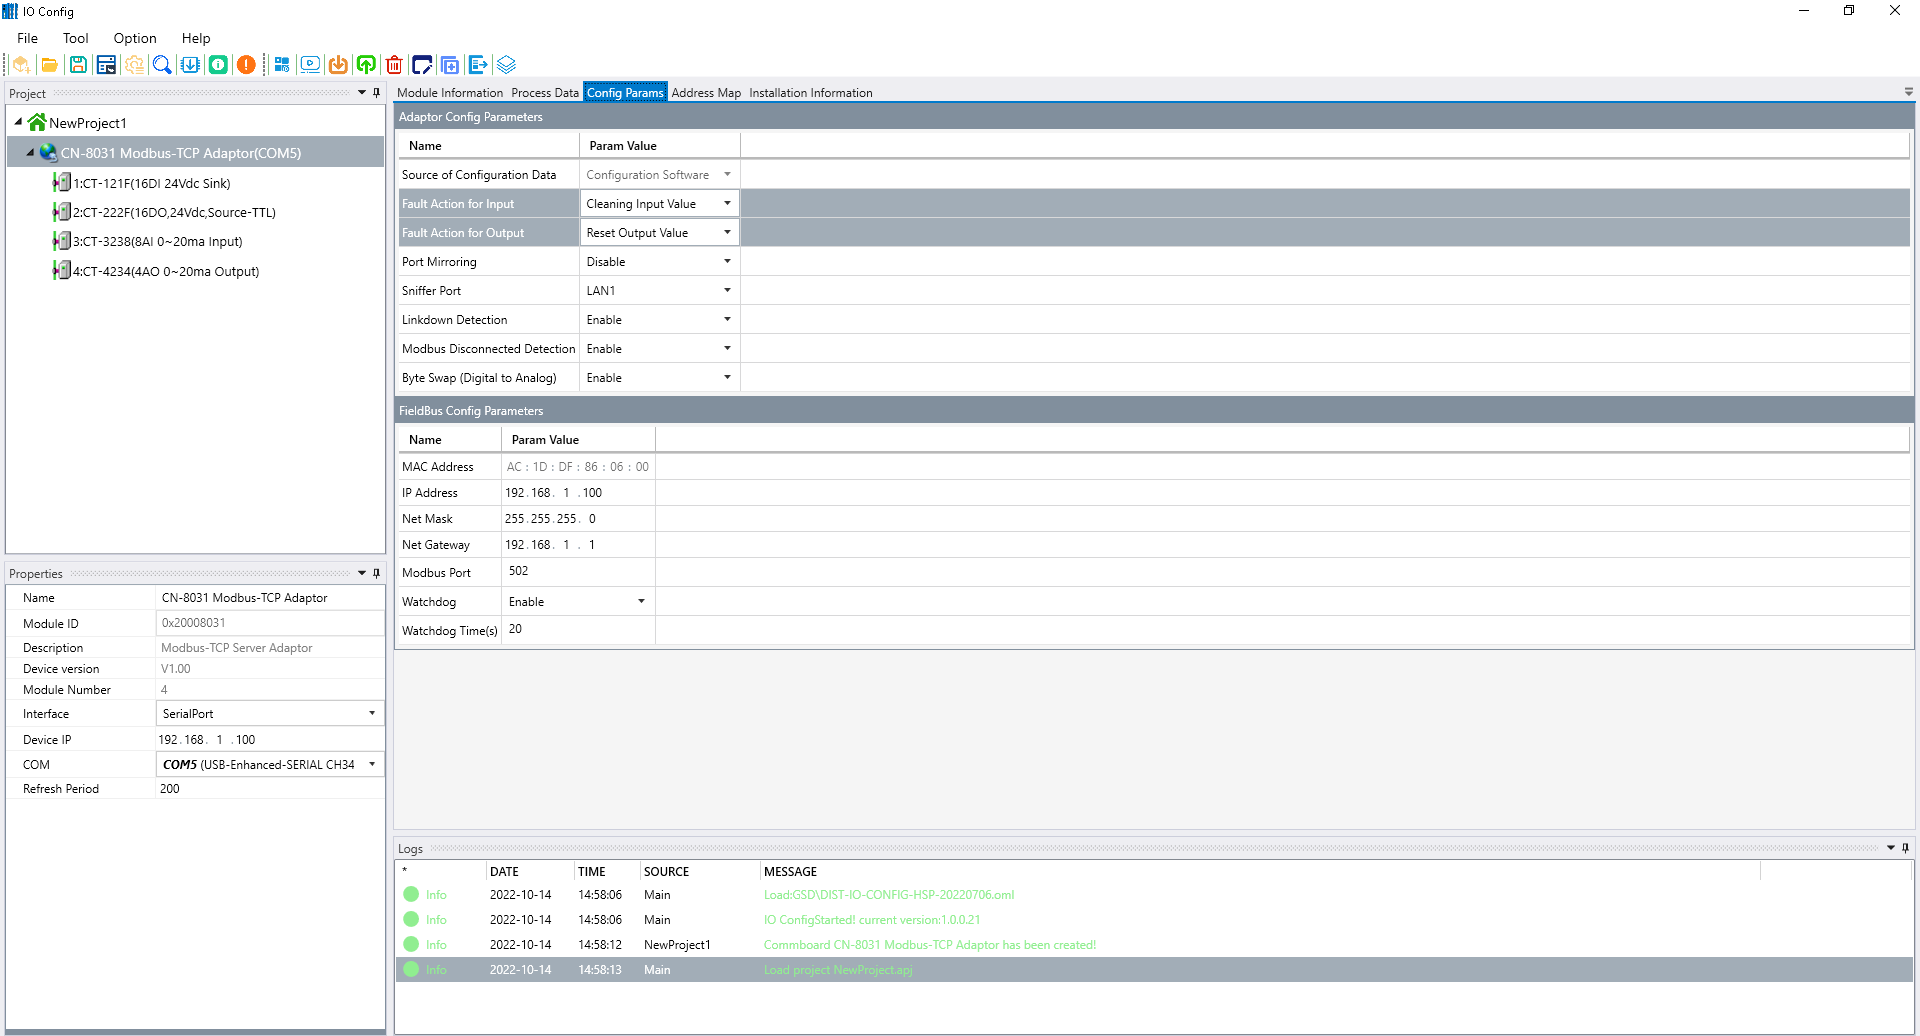 IO Config
File Tool Option Help
Project
NewProject1
CN-8031 Modbus-TCP Adaptor(COM5)
1:CT-121F(16DI 24Vdc Sink)
2:CT-222F(16DO,24Vdc,Source-TTL)
3:CT-3238(8AI 0~20ma Input)
4:CT-4234(4AO 0~20ma Output)
Properties
Name CN-8031 Modbus-TCP Adaptor
Module ID 0x20008031
Description Modbus-TCP Server Adaptor
Device version V1.00
Module Number 4
Interface SerialPort
Device IP 192.168. 1 .100
COM COM5 (USB-Enhanced-SERIAL CH34
Refresh Period 200
Module Information Process Data Config Params Address Map Installation Information
Adaptor Config Parameters
Name Param Value
Source of Configuration Data Configuration Software
Fault Action for Input Cleaning Input Value
Fault Action for Output Reset Output Value
Port Mirroring Disable
Sniffer Port LAN1
Linkdown Detection Enable
Modbus Disconnected Detection Enable
Byte Swap (Digital to Analog) Enable
FieldBus Config Parameters
Name Param Value
MAC Address AC : 1D : DF : 86 : 06 : 00
IP Address 192.168. 1 .100
Net Mask 255.255.255. 0
Net Gateway 192.168. 1 . 1
Modbus Port 502
Watchdog Enable
Watchdog Time(s) 20
Logs
* DATE TIME SOURCE MESSAGE
Info 2022-10-14 14:58:06 Main Load:GSD\DIST-IO-CONFIG-HSP-20220706.oml
Info 2022-10-14 14:58:06 Main IO ConfigStarted! current version:1.0.0.21
Info 2022-10-14 14:58:12 NewProject1 Commboard CN-8031 Modbus-TCP Adaptor has been created!
Info 2022-10-14 14:58:13 Main Load project NewProject.apj